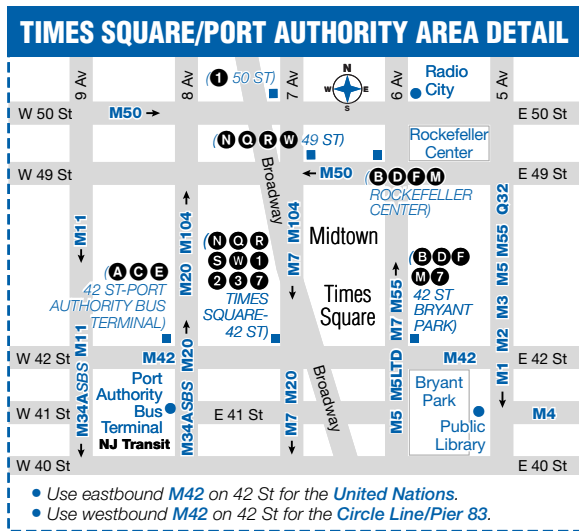 TIMES SQUARE/PORT AUTHORITY AREA DETAIL
9 Av
8 Av
(1 50 ST)
7 Av
N
W E
S
6 Av
Radio
City
5 Av
W 50 St
M50 →
E 50 St
(N Q R W 49 ST)
Rockefeller
Center
W 49 St
← M50
E 49 St
Broadway
(B D F M
ROCKEFELLER
CENTER)
M11
M104
M20
M104
M7
Q32
M55
M5
M3
M2
M1
Midtown
(N Q R
S W 1
2 3 7
TIMES
SQUARE-
42 ST)
(A C E
42 ST-PORT
AUTHORITY BUS
TERMINAL)
Times
Square
(B D F
M 7
42 ST
BRYANT
PARK)
M55
M7
M5LTD
M5
M11
M34ASBS
M20
M34ASBS
W 42 St
M42
M42
E 42 St
Port
Authority
Bus
Terminal
NJ Transit
M20
M7
Broadway
Bryant
Park
Public
Library
W 41 St
E 41 St
M4
W 40 St
E 40 St
• Use eastbound M42 on 42 St for the United Nations.
• Use westbound M42 on 42 St for the Circle Line/Pier 83.